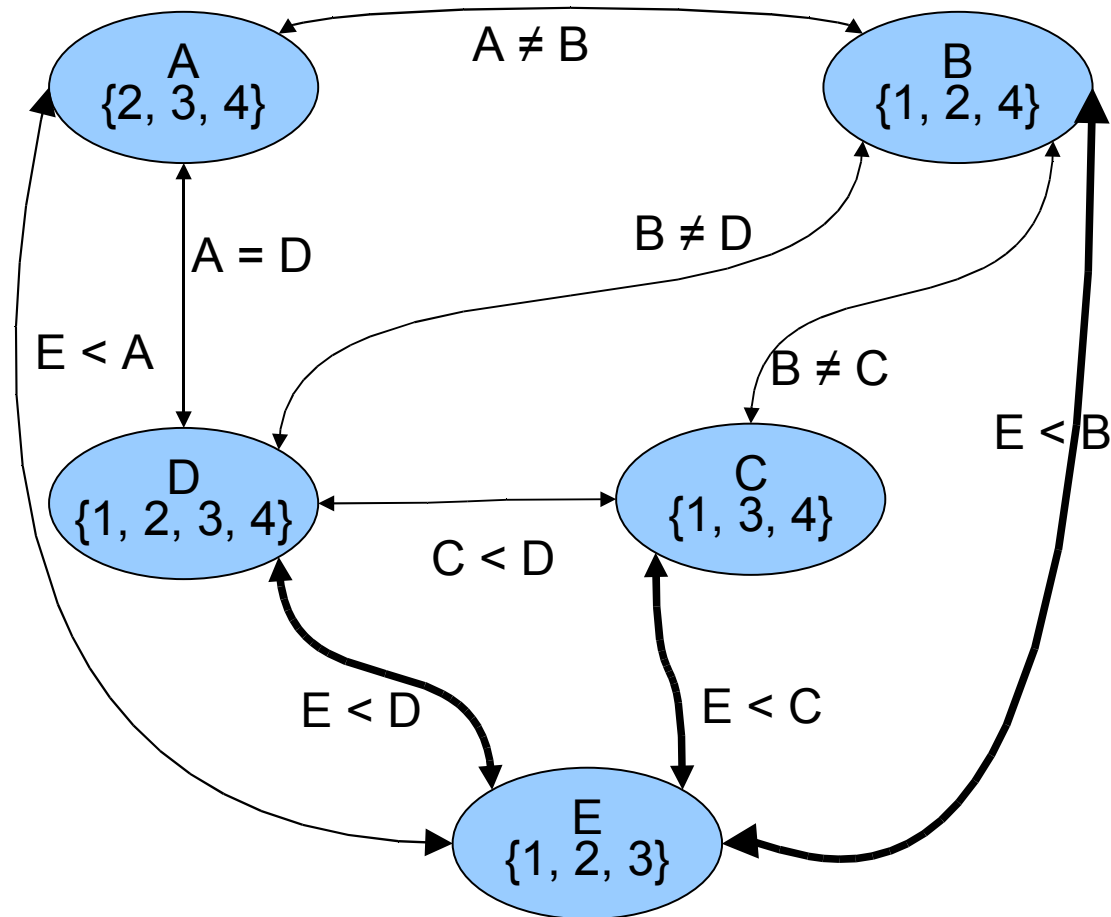 A ≠ B
A
{2, 3, 4}
B
{1, 2, 4}
B ≠ D
A = D
E < A
B ≠ C
E < B
D
{1, 2, 3, 4}
C
{1, 3, 4}
C < D
E < D
E < C
E
{1, 2, 3}